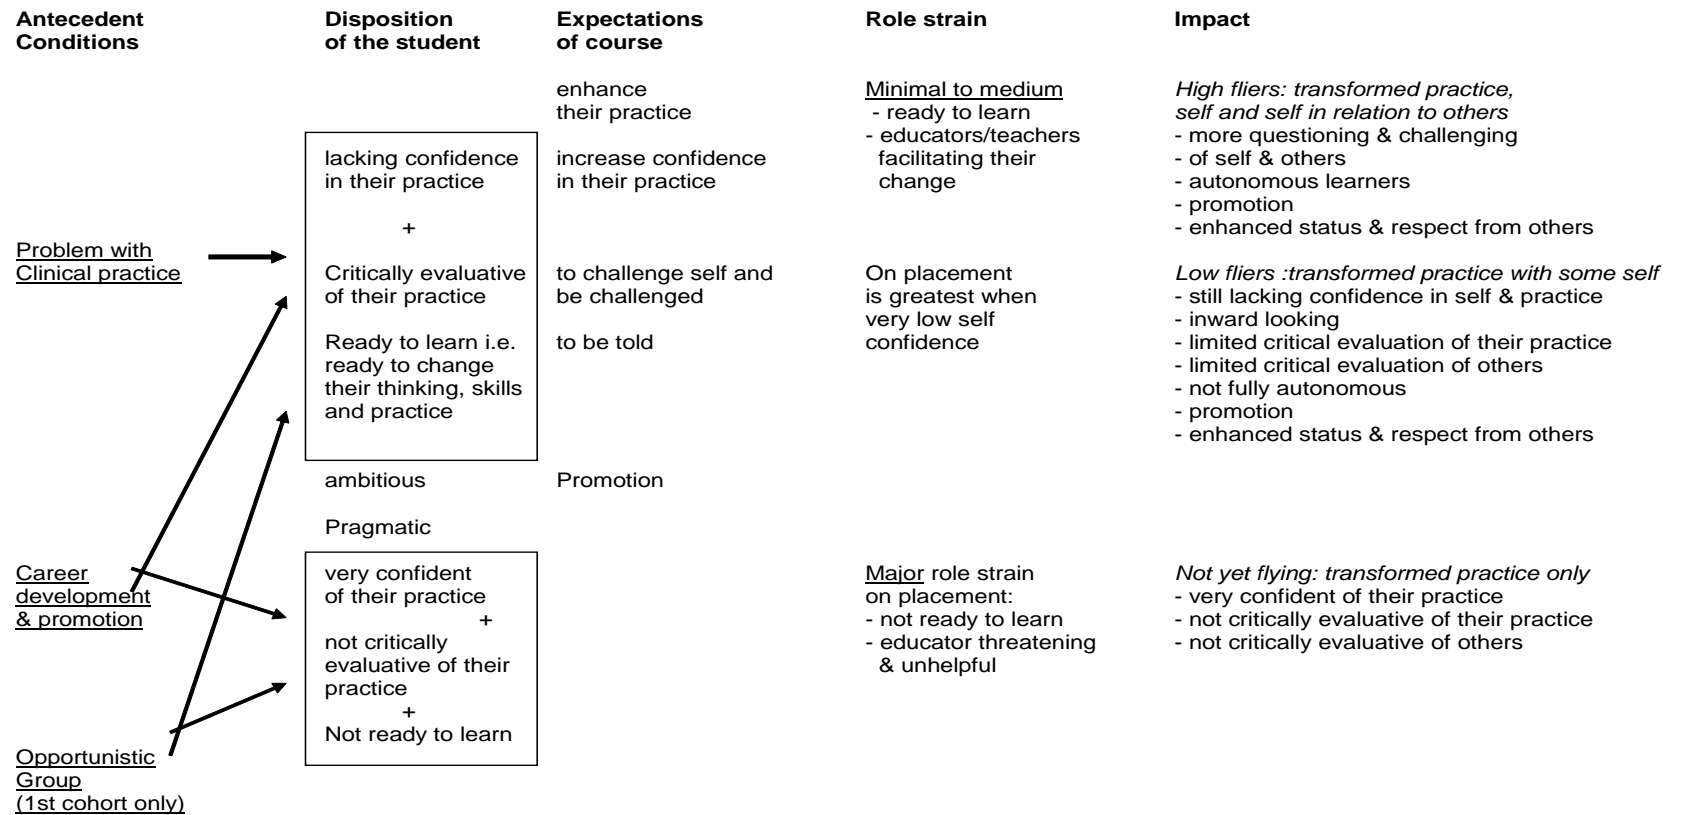 Antecedent
Conditions
Disposition
of the student
Expectations
of course
Role strain
Impact
Problem with
Clinical practice
Career
development
& promotion
Opportunistic
Group
(1st cohort only)
lacking confidence
in their practice
+
Critically evaluative
of their practice
Ready to learn i.e.
ready to change
their thinking, skills
and practice
ambitious
Pragmatic
very confident
of their practice
+
not critically
evaluative of their
practice
+
Not ready to learn
enhance
their practice
increase confidence
in their practice
to challenge self and
be challenged
to be told
Promotion
Minimal to medium
- ready to learn
- educators/teachers
facilitating their
change
On placement
is greatest when
very low self
confidence
Major role strain
on placement:
- not ready to learn
- educator threatening
& unhelpful
High fliers: transformed practice,
self and self in relation to others
- more questioning & challenging
- of self & others
- autonomous learners
- promotion
- enhanced status & respect from others
Low fliers :transformed practice with some self
- still lacking confidence in self & practice
- inward looking
- limited critical evaluation of their practice
- limited critical evaluation of others
- not fully autonomous
- promotion
- enhanced status & respect from others
Not yet flying: transformed practice only
- very confident of their practice
- not critically evaluative of their practice
- not critically evaluative of others